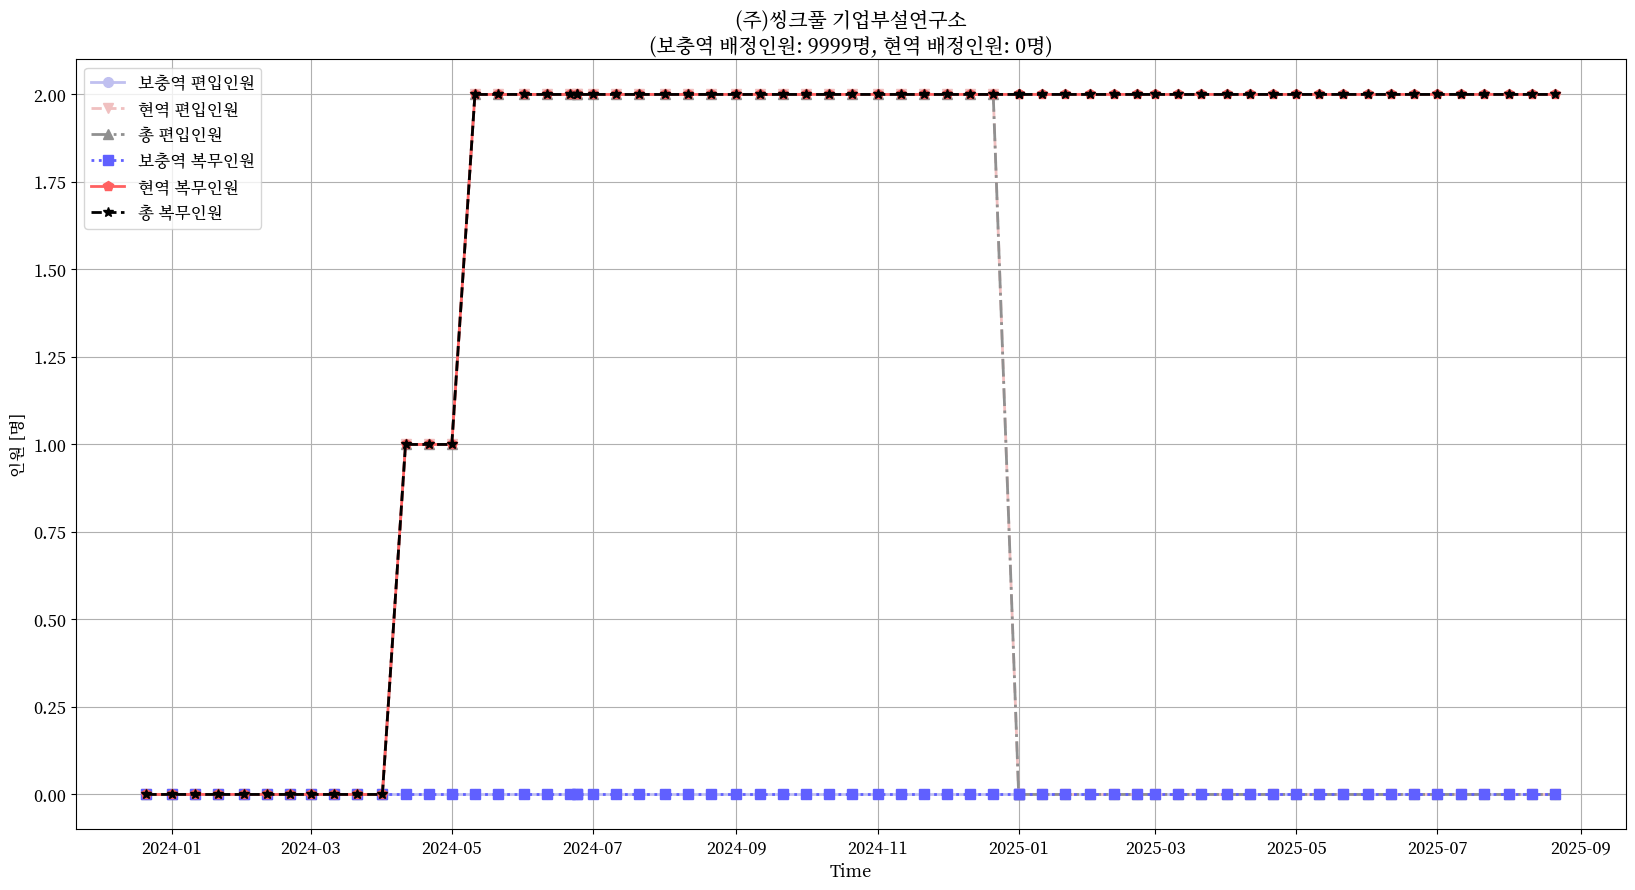 (주)씽크풀 기업부설연구소
(보충역 배정인원: 9999명, 현역 배정인원: 0명)
보충역 편입인원
현역 편입인원
총 편입인원
보충역 복무인원
현역 복무인원
총 복무인원
2.00
1.75
1.50
1.25
1.00
0.75
0.50
0.25
0.00
인원 [명]
2024-01 2024-03 2024-05 2024-07 2024-09 2024-11 2025-01 2025-03 2025-05 2025-07 2025-09
Time